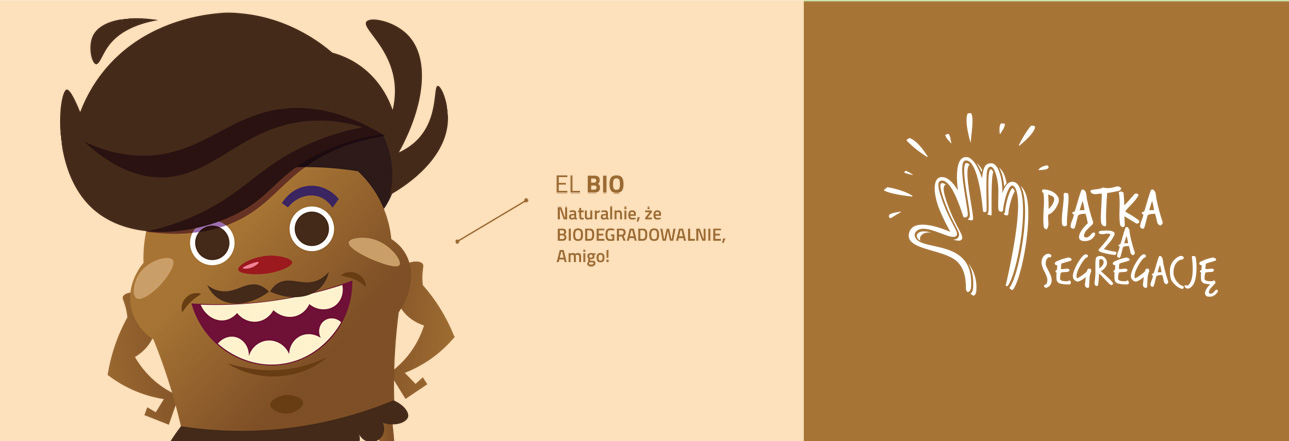 EL BIO
Naturalnie, że
BIODEGRADOWALNIE,
Amigo!
PIĄTKA
ZA
SEGREGACJĘ